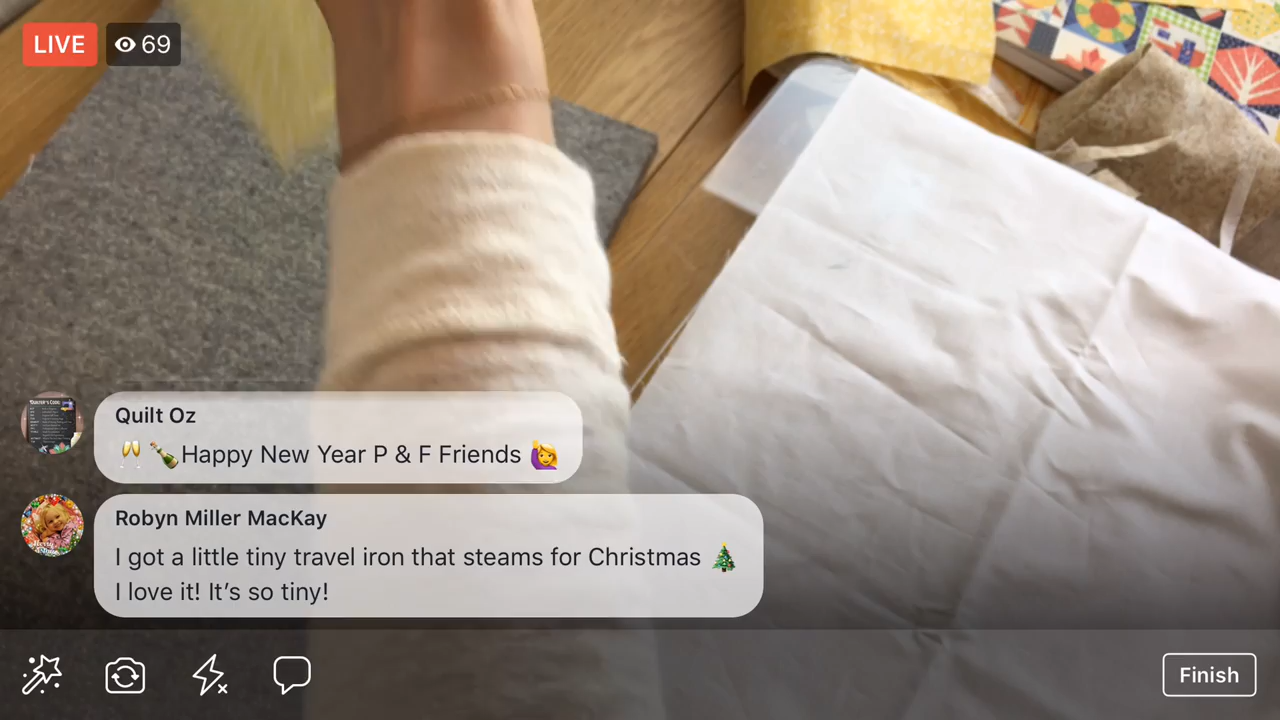 LIVE
69
Quilt Oz
🥂 🍾Happy New Year P & F Friends 🙋‍♀️
Robyn Miller MacKay
I got a little tiny travel iron that steams for Christmas 🎄
I love it! It’s so tiny!
Finish